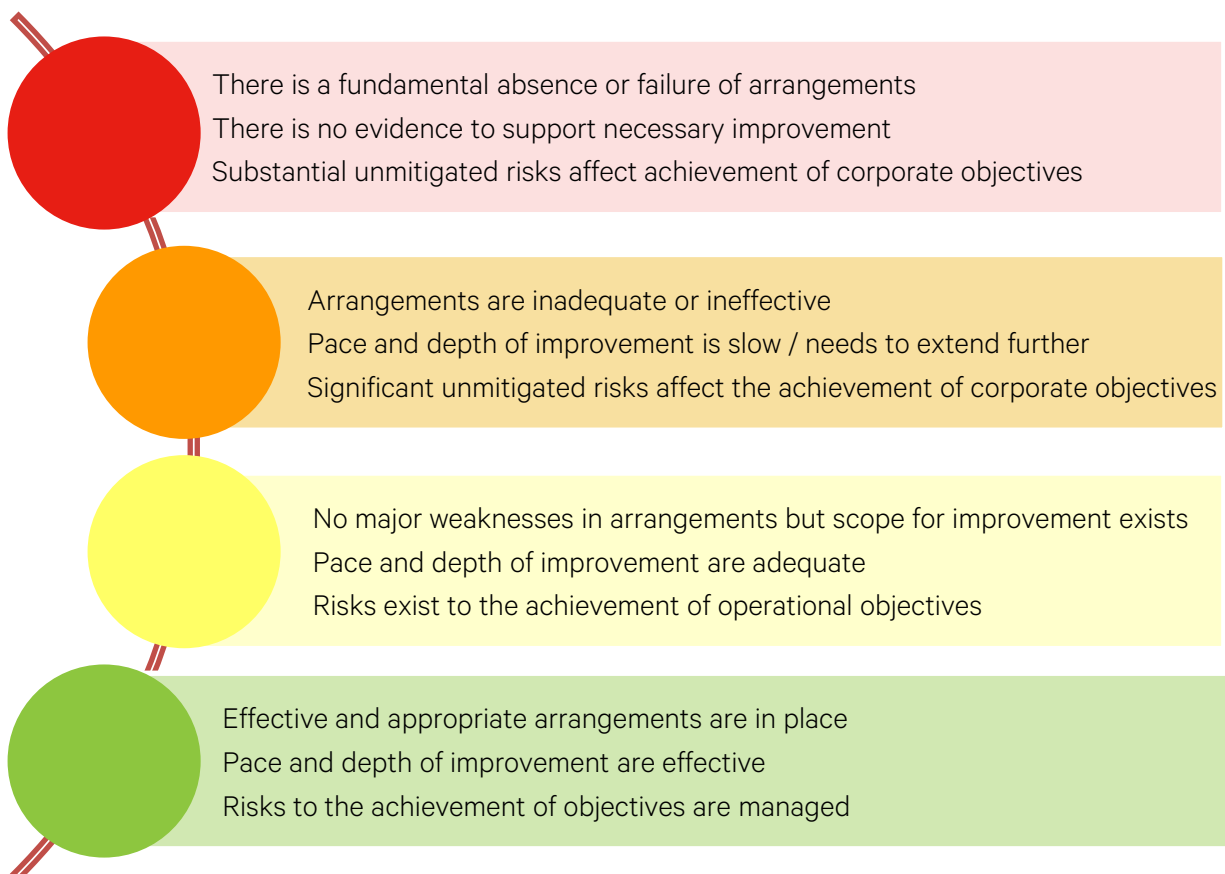 There is a fundamental absence or failure of arrangements
There is no evidence to support necessary improvement
Substantial unmitigated risks affect achievement of corporate objectives
Arrangements are inadequate or ineffective
Pace and depth of improvement is slow / needs to extend further
Significant unmitigated risks affect the achievement of corporate objectives
No major weaknesses in arrangements but scope for improvement exists
Pace and depth of improvement are adequate
Risks exist to the achievement of operational objectives
Effective and appropriate arrangements are in place
Pace and depth of improvement are effective
Risks to the achievement of objectives are managed